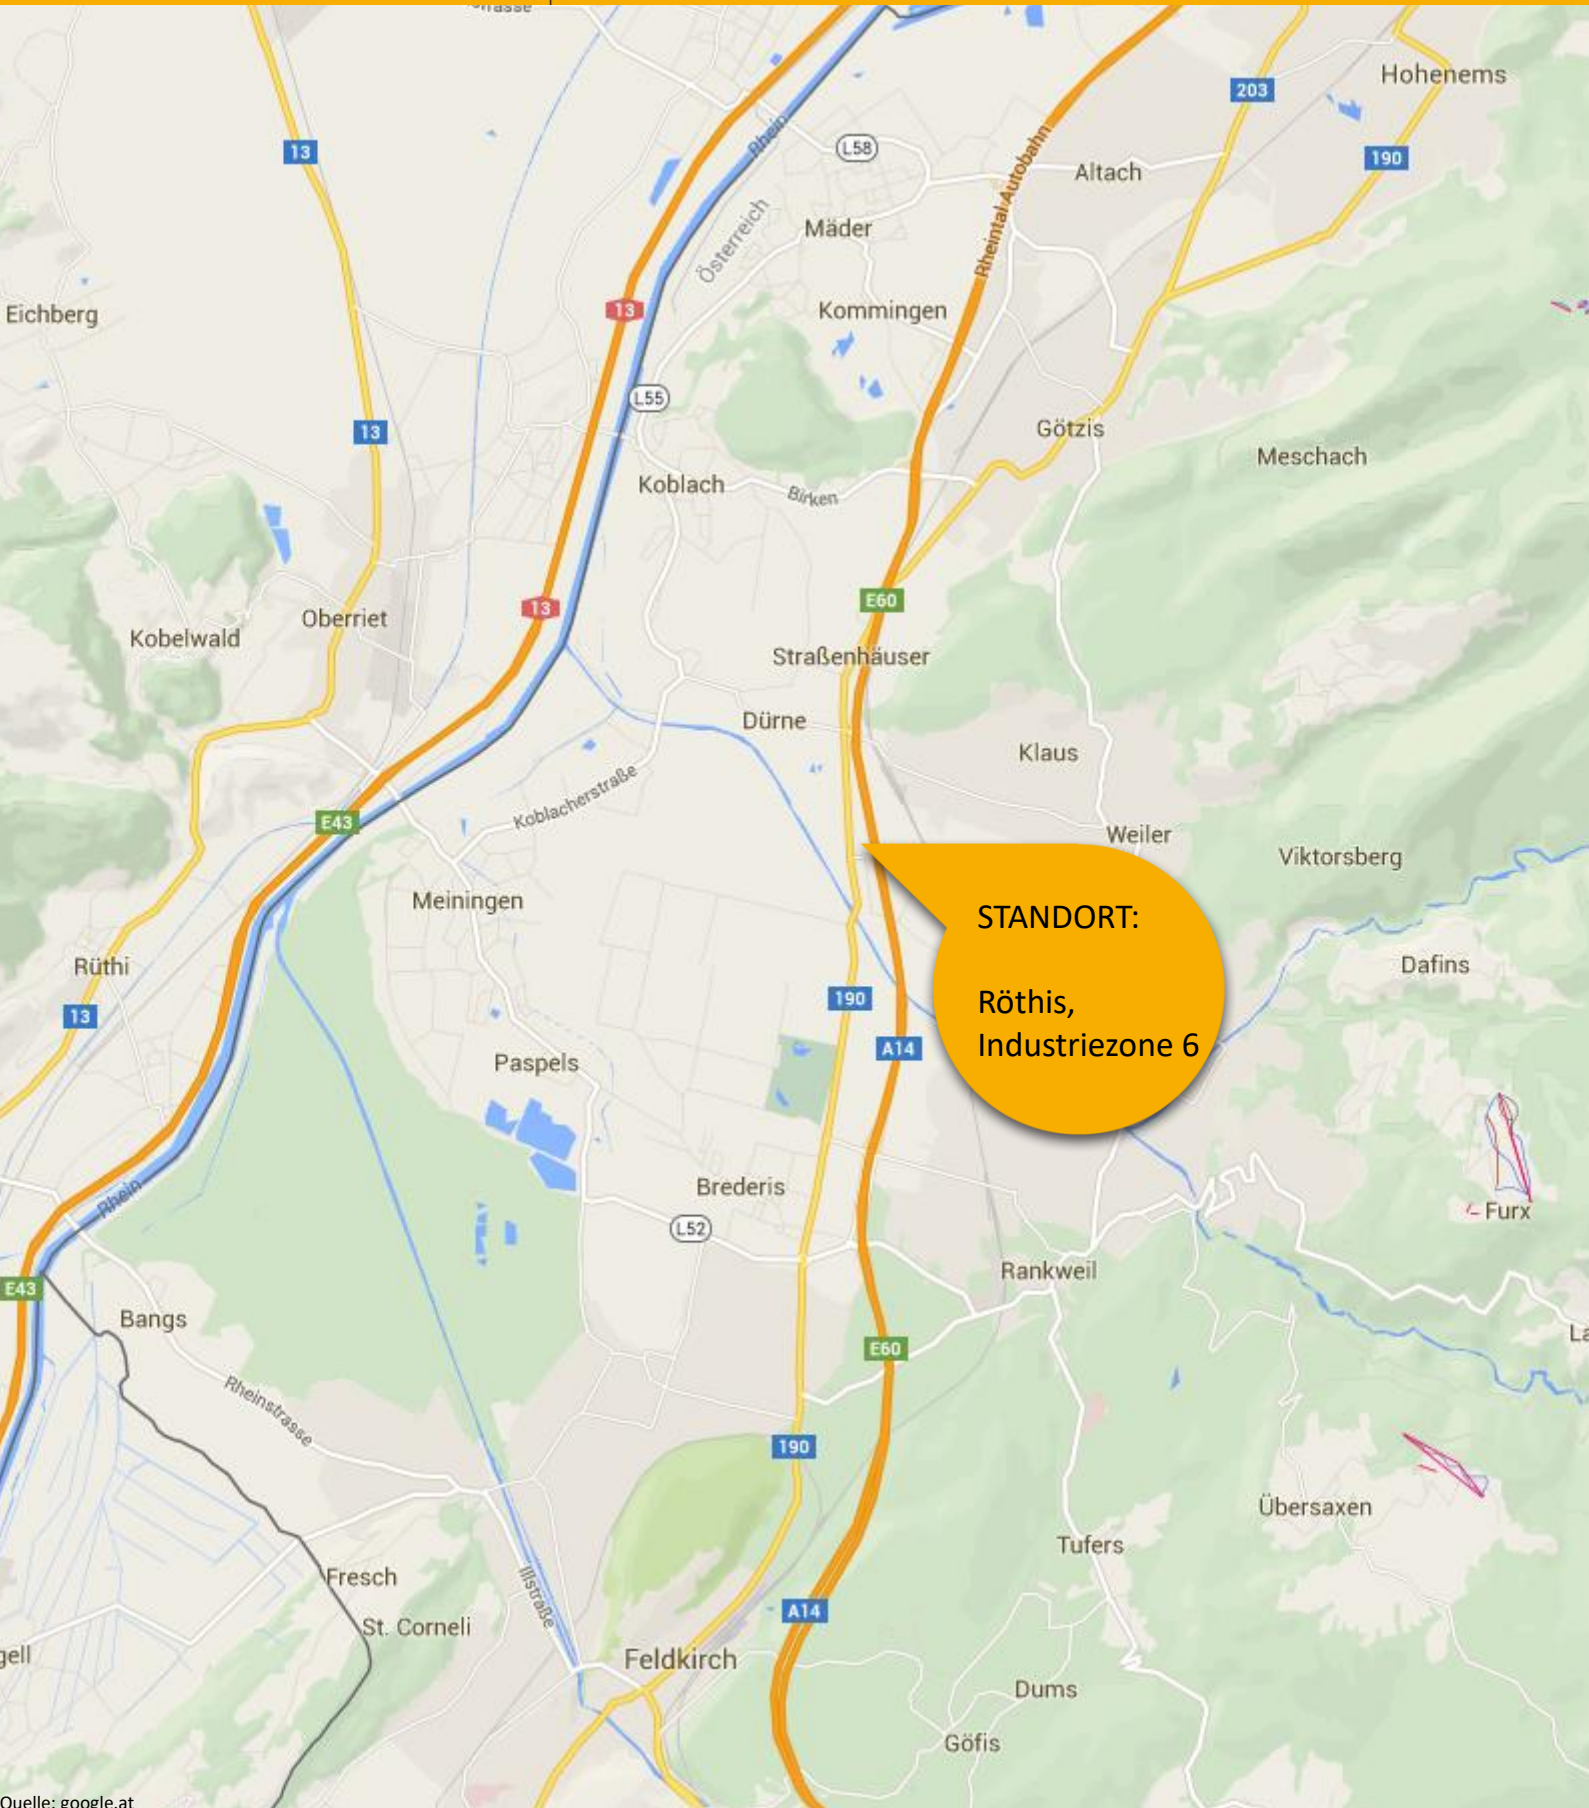 Hohenems
203
13
L58
190
Rhein
Altach
Rheintal Autobahn
Österreich
Mäder
Eichberg
13
Kommingen
L55
13
Götzis
Meschach
Koblach
Birken
E60
13
Oberriet
Kobelwald
Straßenhäuser
Dürne
Klaus
Koblacherstraße
E43
Weiler
Viktorsberg
Meiningen
STANDORT:
Rüthi
Dafins
190
Röthis,
13
Industriezone 6
A14
Paspels
Brederis
Rhein
Furx
L52
Rankweil
E43
Bangs
E60
Rheinstrasse
190
Übersaxen
Tufers
Fresch
Illstraße
A14
St. Corneli
Feldkirch
Dums
Göfis
Quelle: google.at